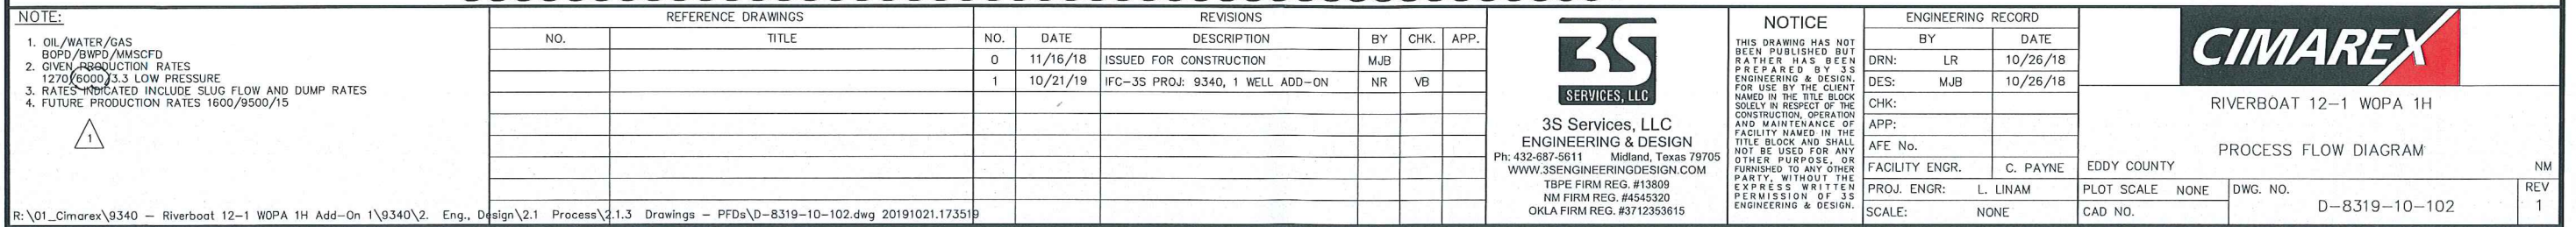 NOTE:
1. OIL/WATER/GAS
BOPD/BWPD/MMSCFD
2. GIVEN PRODUCTION RATES
1270/6000/3.3 LOW PRESSURE
3. RATES INDICATED INCLUDE SLUG FLOW AND DUMP RATES
4. FUTURE PRODUCTION RATES 1600/9500/15
1
R:\01_Cimarex\9340 - Riverboat 12-1 WOPA 1H Add-On 1\9340\2. Eng., Design\2.1 Process\2.1.3 Drawings - PFDs\D-8319-10-102.dwg 20191021.173519
REFERENCE DRAWINGS
NO. TITLE
REVISIONS
NO. DATE DESCRIPTION BY CHK. APP.
0 11/16/18 ISSUED FOR CONSTRUCTION MJB
1 10/21/19 IFC-3S PROJ: 9340, 1 WELL ADD-ON NR VB
3S
SERVICES, LLC
3S Services, LLC
ENGINEERING & DESIGN
Ph: 432-687-5611 Midland, Texas 79705
WWW.3SENGINEERINGDESIGN.COM
TBPE FIRM REG. #13809
NM FIRM REG. #4545320
OKLA FIRM REG. #3712353615
NOTICE
THIS DRAWING HAS NOT
BEEN PUBLISHED BUT
RATHER HAS BEEN
PREPARED BY 3S
ENGINEERING & DESIGN.
FOR USE BY THE CLIENT
NAMED IN THE TITLE BLOCK
SOLELY IN RESPECT OF THE
CONSTRUCTION, OPERATION
AND MAINTENANCE OF
FACILITY NAMED IN THE
TITLE BLOCK AND SHALL
NOT BE USED FOR ANY
OTHER PURPOSE, OR
FURNISHED TO ANY OTHER
PARTY, WITHOUT THE
EXPRESS WRITTEN
PERMISSION OF 3S
ENGINEERING & DESIGN.
ENGINEERING RECORD
BY DATE
DRN: LR 10/26/18
DES: MJB 10/26/18
CHK:
APP:
AFE No.
FACILITY ENGR. C. PAYNE
PROJ. ENGR: L. LINAM
SCALE: NONE
CIMAREX
RIVERBOAT 12-1 WOPA 1H
PROCESS FLOW DIAGRAM
EDDY COUNTY NM
PLOT SCALE NONE DWG. NO. REV
CAD NO. D-8319-10-102 1